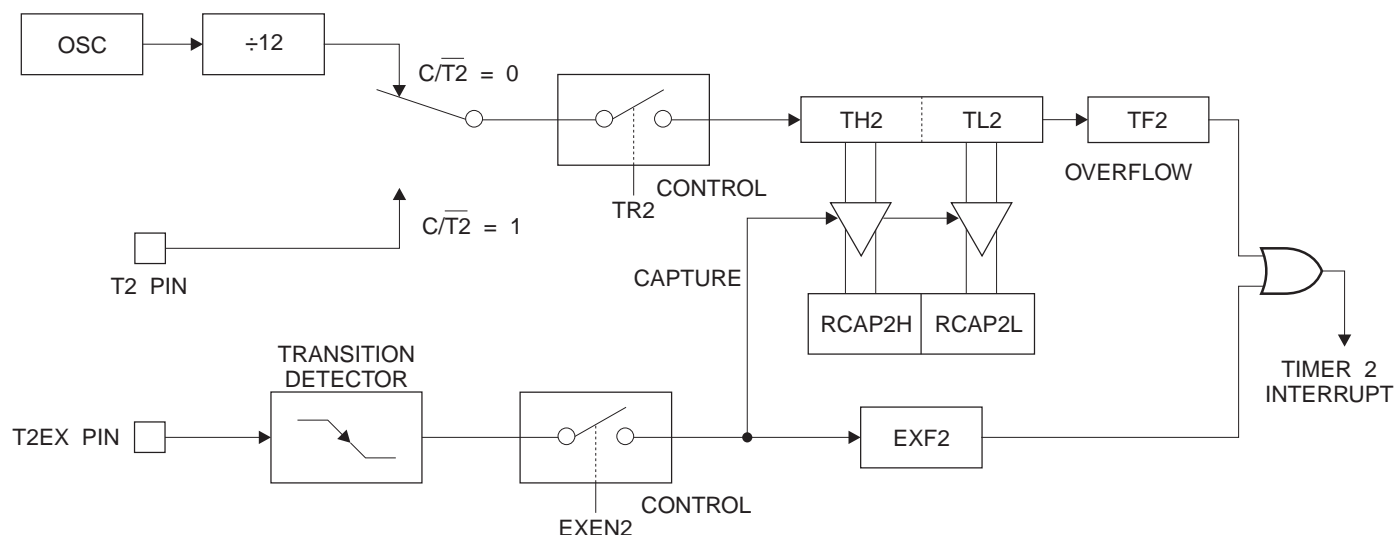 OSC
÷12
C/T2 = 0
TH2
TL2
TF2
OVERFLOW
CONTROL
TR2
C/T2 = 1
T2 PIN
CAPTURE
RCAP2H
RCAP2L
TRANSITION
DETECTOR
TIMER 2
INTERRUPT
T2EX PIN
EXF2
CONTROL
EXEN2